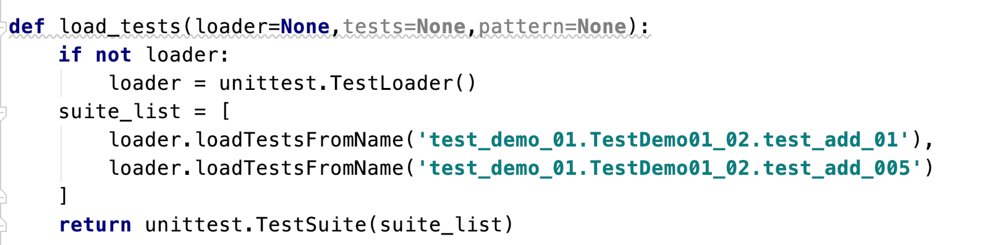 def load_tests(loader=None,tests=None,pattern=None):
    if not loader:
        loader = unittest.TestLoader()
    suite_list = [
        loader.loadTestsFromName('test_demo_01.TestDemo01_02.test_add_01'),
        loader.loadTestsFromName('test_demo_01.TestDemo01_02.test_add_005')
    ]
    return unittest.TestSuite(suite_list)